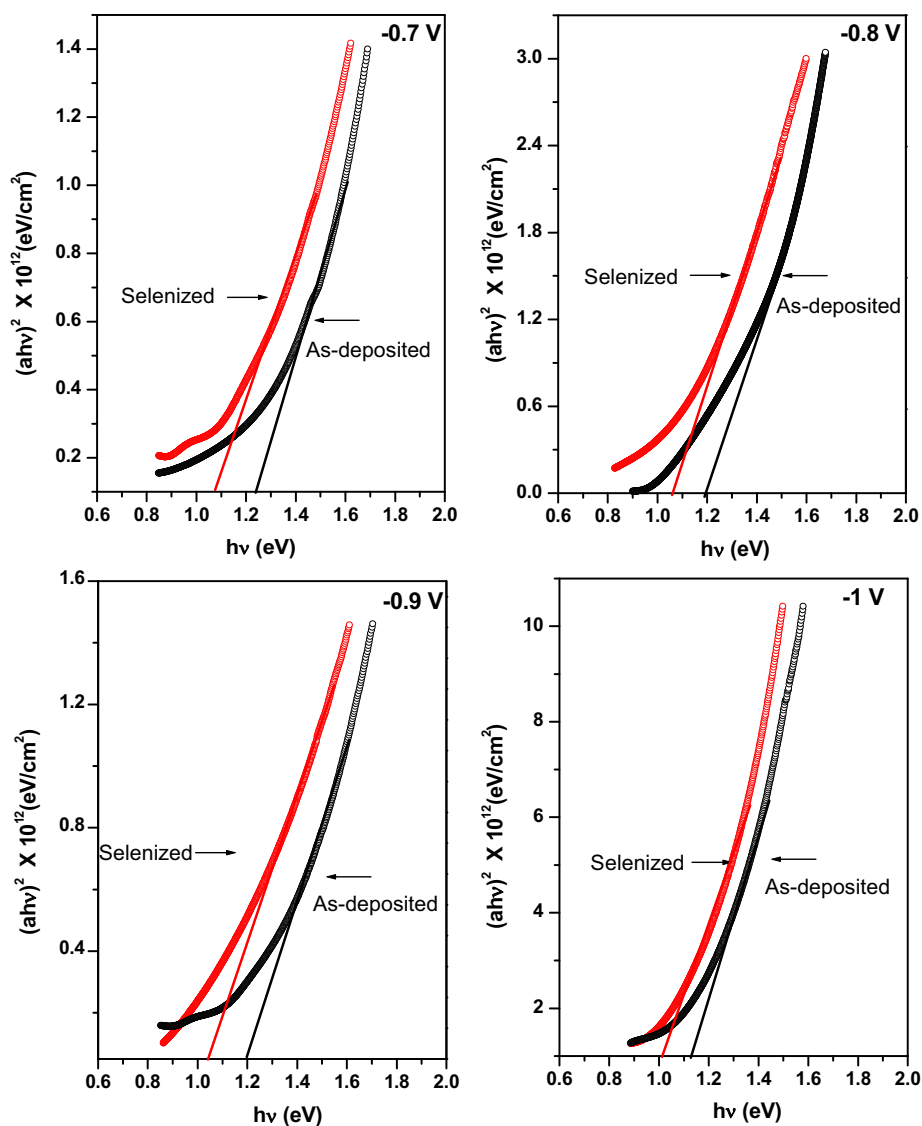 -0.7 V
1.4
1.2
1.0
0.8
0.6
0.4
0.2
(ahν)² X 10¹²(eV/cm²)
Selenized
As-deposited
0.6 0.8 1.0 1.2 1.4 1.6 1.8 2.0
hν (eV)
-0.8 V
3.0
2.4
1.8
1.2
0.6
0.0
(ahν)² X 10¹²(eV/cm²)
Selenized
As-deposited
0.6 0.8 1.0 1.2 1.4 1.6 1.8 2.0
hν (eV)
-0.9 V
1.6
1.2
0.8
0.4
(ahν)² X 10¹²(eV/cm²)
Selenized
As-deposited
0.6 0.8 1.0 1.2 1.4 1.6 1.8 2.0
hν (eV)
-1 V
10
8
6
4
2
(ahν)² X 10¹²(eV/cm²)
Selenized
As-deposited
0.6 0.8 1.0 1.2 1.4 1.6 1.8 2.0
hν (eV)